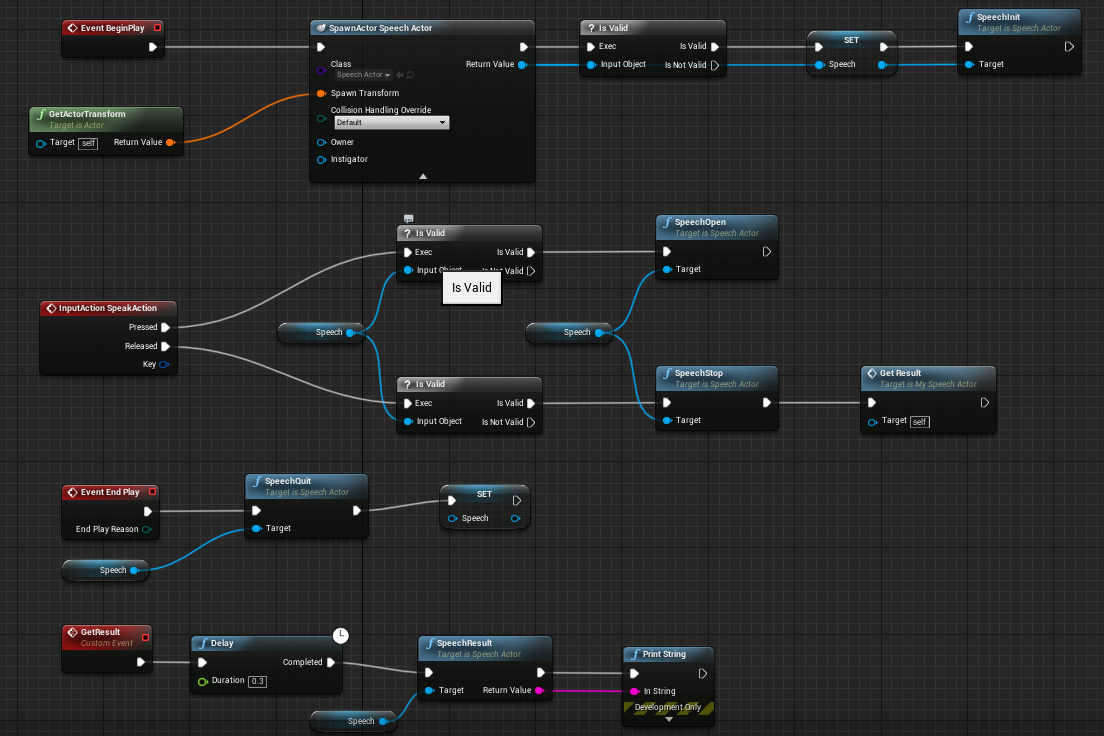 Event BeginPlay
SpawnActor Speech Actor
Class
Speech Actor
Return Value
Spawn Transform
Collision Handling Override
Default
Owner
Instigator
? Is Valid
Exec
Is Valid
Input Object
Is Not Valid
SET
Speech
SpeechInit
Target is Speech Actor
Target
f GetActorTransform
Target is Actor
Target self
Return Value
? Is Valid
Exec
Is Valid
Input
Valid
Is Valid
f SpeechOpen
Target is Speech Actor
Target
InputAction SpeakAction
Pressed
Released
Key
Speech
Speech
? Is Valid
Exec
Is Valid
Input Object
Is Not Valid
f SpeechStop
Target is Speech Actor
Target
Get Result
Target is My Speech Actor
Target self
Event End Play
End Play Reason
f SpeechQuit
Target is Speech Actor
Target
SET
Speech
Speech
GetResult
Custom Event
f Delay
Completed
Duration 0.3
f SpeechResult
Target is Speech Actor
Target
Return Value
Speech
f Print String
In String
Development Only